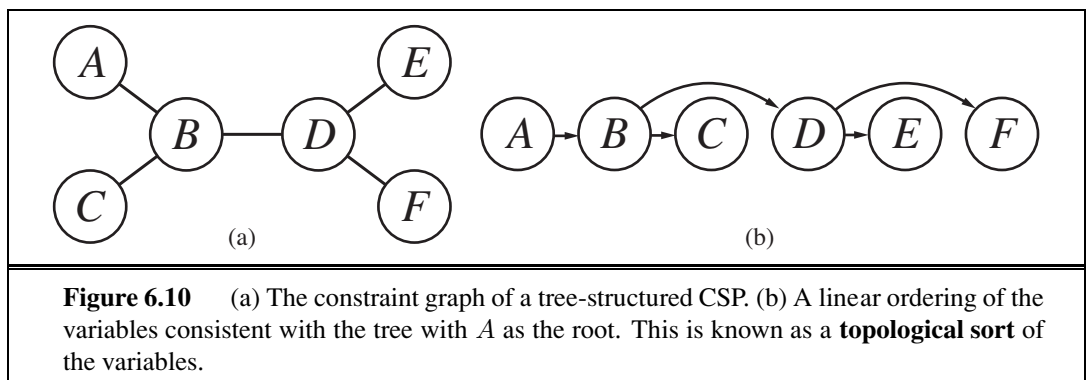 A
E
B
D
A B C D E F
C
F
(a)
(b)
Figure 6.10 (a) The constraint graph of a tree-structured CSP. (b) A linear ordering of the
variables consistent with the tree with A as the root. This is known as a topological sort of
the variables.